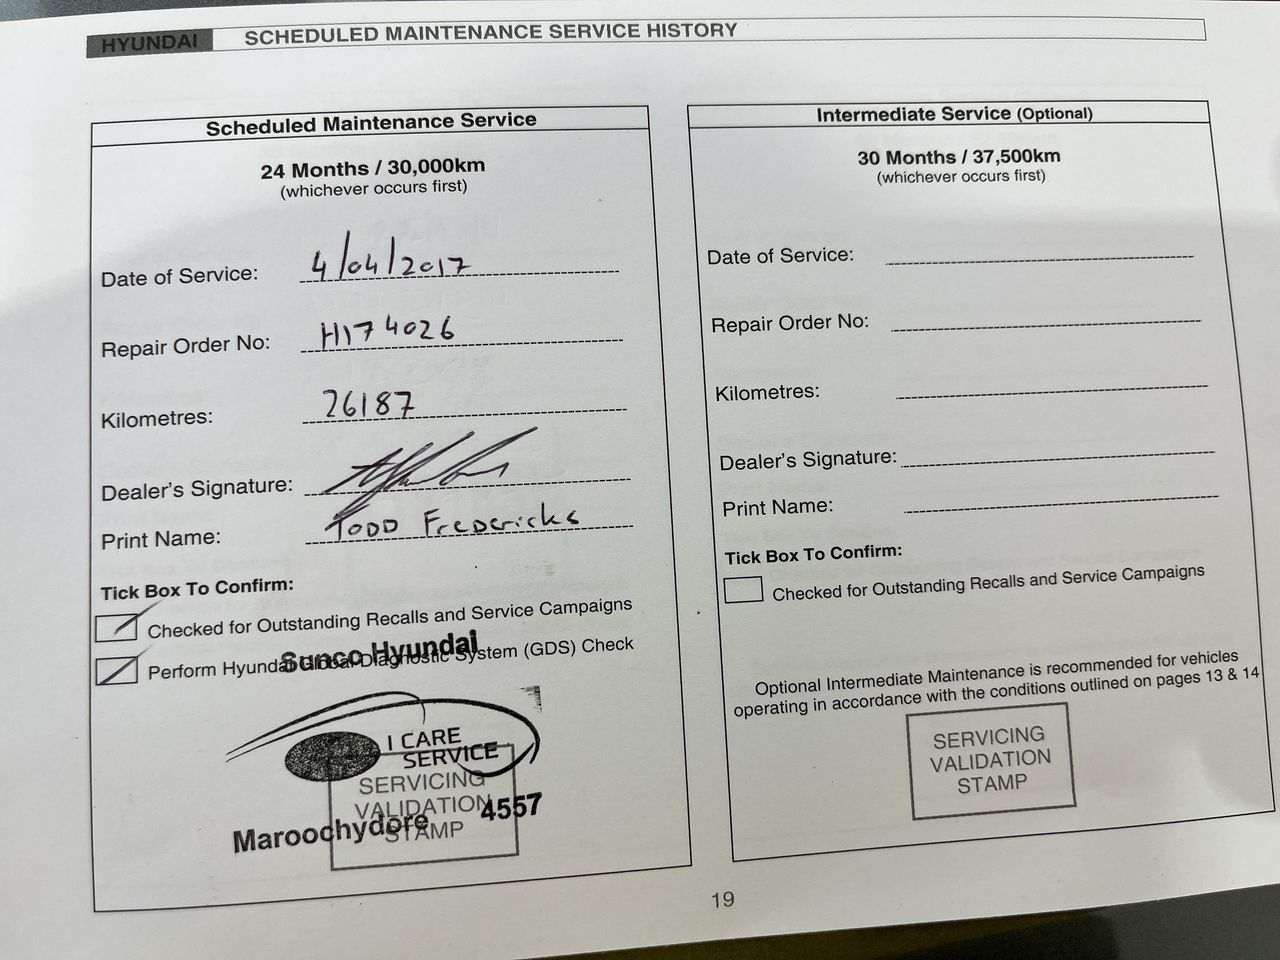 HYUNDAI SCHEDULED MAINTENANCE SERVICE HISTORY
Scheduled Maintenance Service
24 Months / 30,000km
(whichever occurs first)
Date of Service: 4/04/2017
Repair Order No: H174026
Kilometres: 26187
Dealer's Signature:
Print Name: TODD FREDERICKS
Tick Box To Confirm:
Checked for Outstanding Recalls and Service Campaigns
Perform Hyundai Global Diagnostic System (GDS) Check
Sunco Hyundai
I CARE
SERVICE
SERVICING
VALIDATION
STAMP
Maroochydore 4557
Intermediate Service (Optional)
30 Months / 37,500km
(whichever occurs first)
Date of Service:
Repair Order No:
Kilometres:
Dealer's Signature:
Print Name:
Tick Box To Confirm:
Checked for Outstanding Recalls and Service Campaigns
Optional Intermediate Maintenance is recommended for vehicles
operating in accordance with the conditions outlined on pages 13 & 14
SERVICING
VALIDATION
STAMP
19